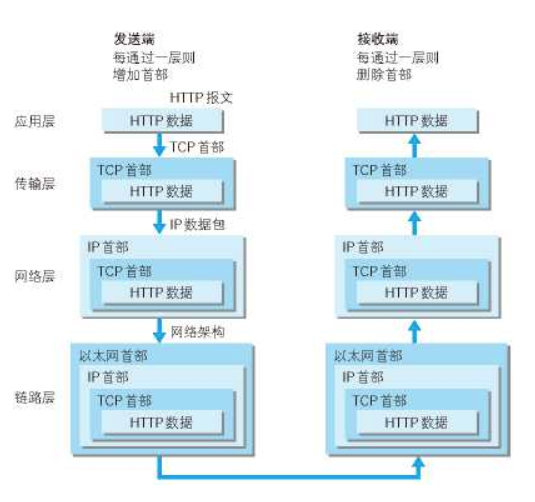 发送端
每通过一层则
增加首部
接收端
每通过一层则
删除首部
HTTP 报文
应用层
HTTP 数据
HTTP 数据
TCP 首部
传输层
TCP 首部
HTTP 数据
TCP 首部
HTTP 数据
IP 数据包
网络层
IP 首部
TCP 首部
HTTP 数据
IP 首部
TCP 首部
HTTP 数据
网络架构
链路层
以太网首部
IP 首部
TCP 首部
HTTP 数据
以太网首部
IP 首部
TCP 首部
HTTP 数据